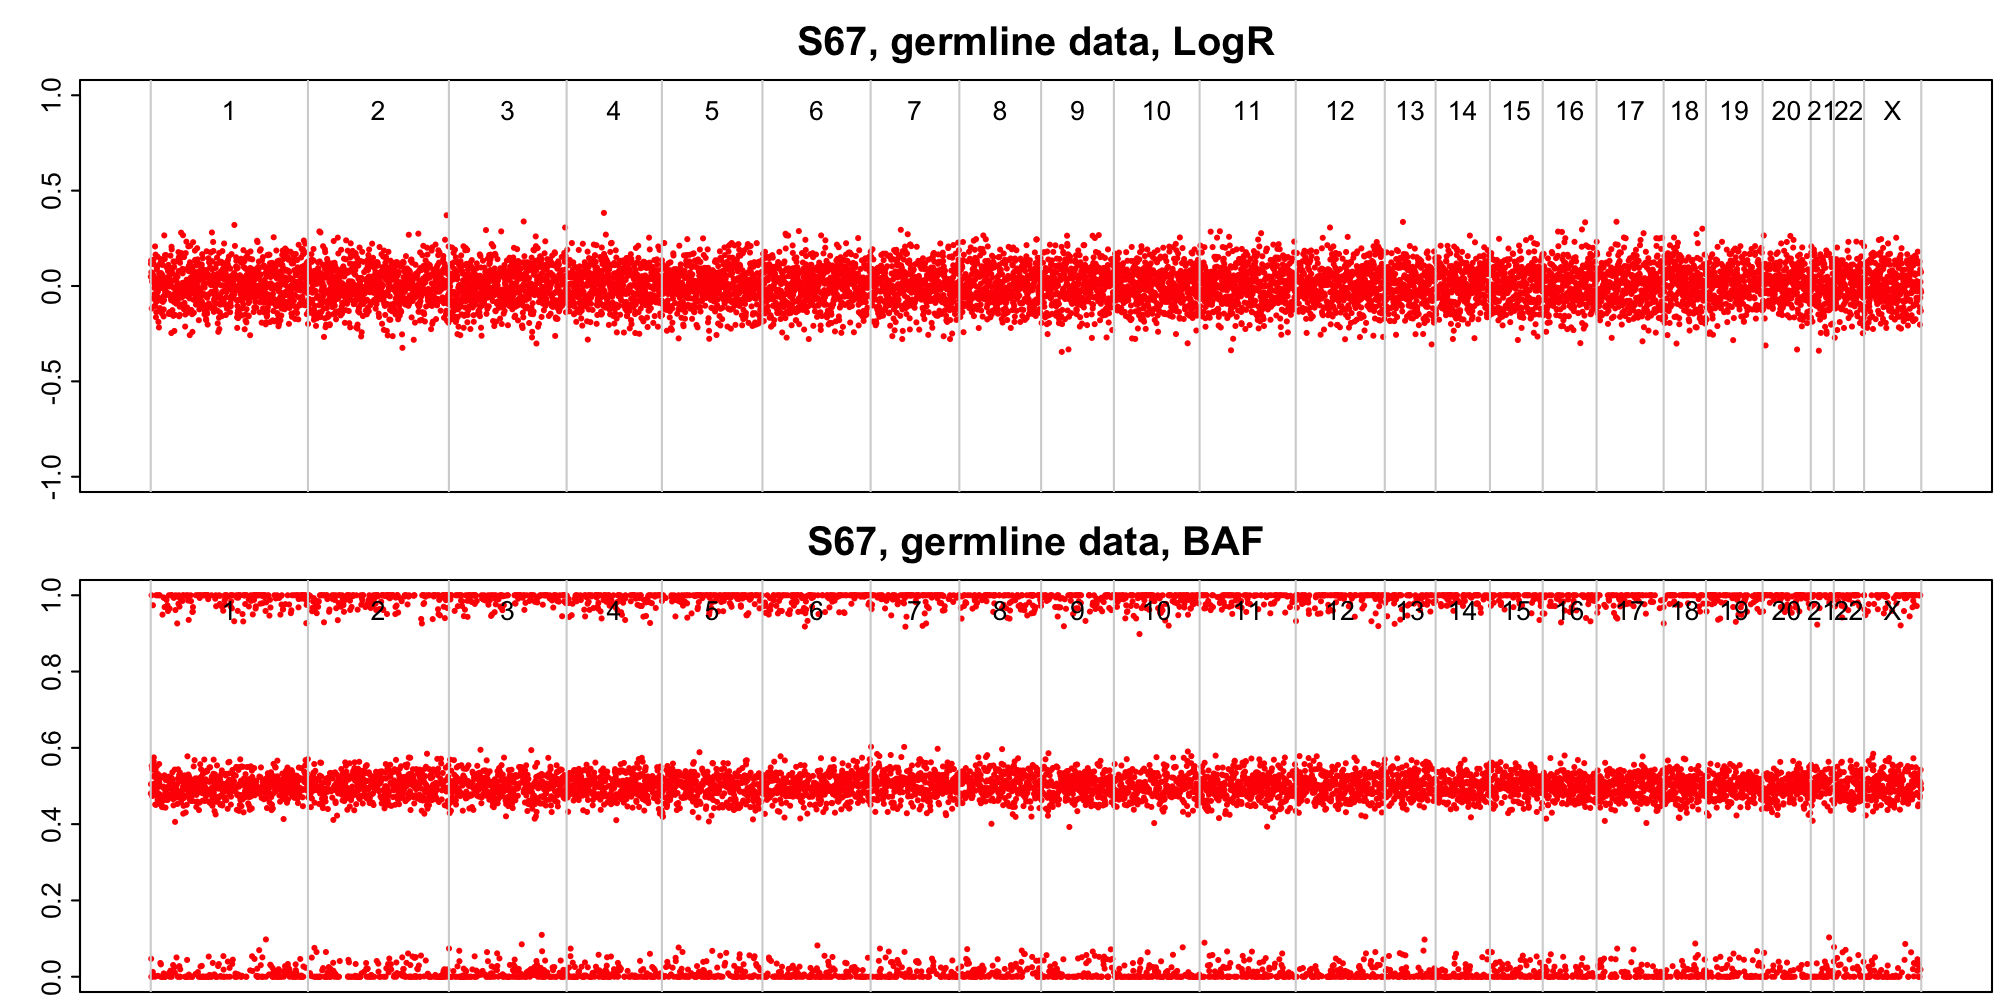 S67, germline data, LogR
1 2 3 4 5 6 7 8 9 10 11 12 13 14 15 16 17 18 19 20 21 22 X
1.0
0.5
0.0
-0.5
-1.0
S67, germline data, BAF
1 2 3 4 5 6 7 8 9 10 11 12 13 14 15 16 17 18 19 20 21 22 X
1.0
0.8
0.6
0.4
0.2
0.0